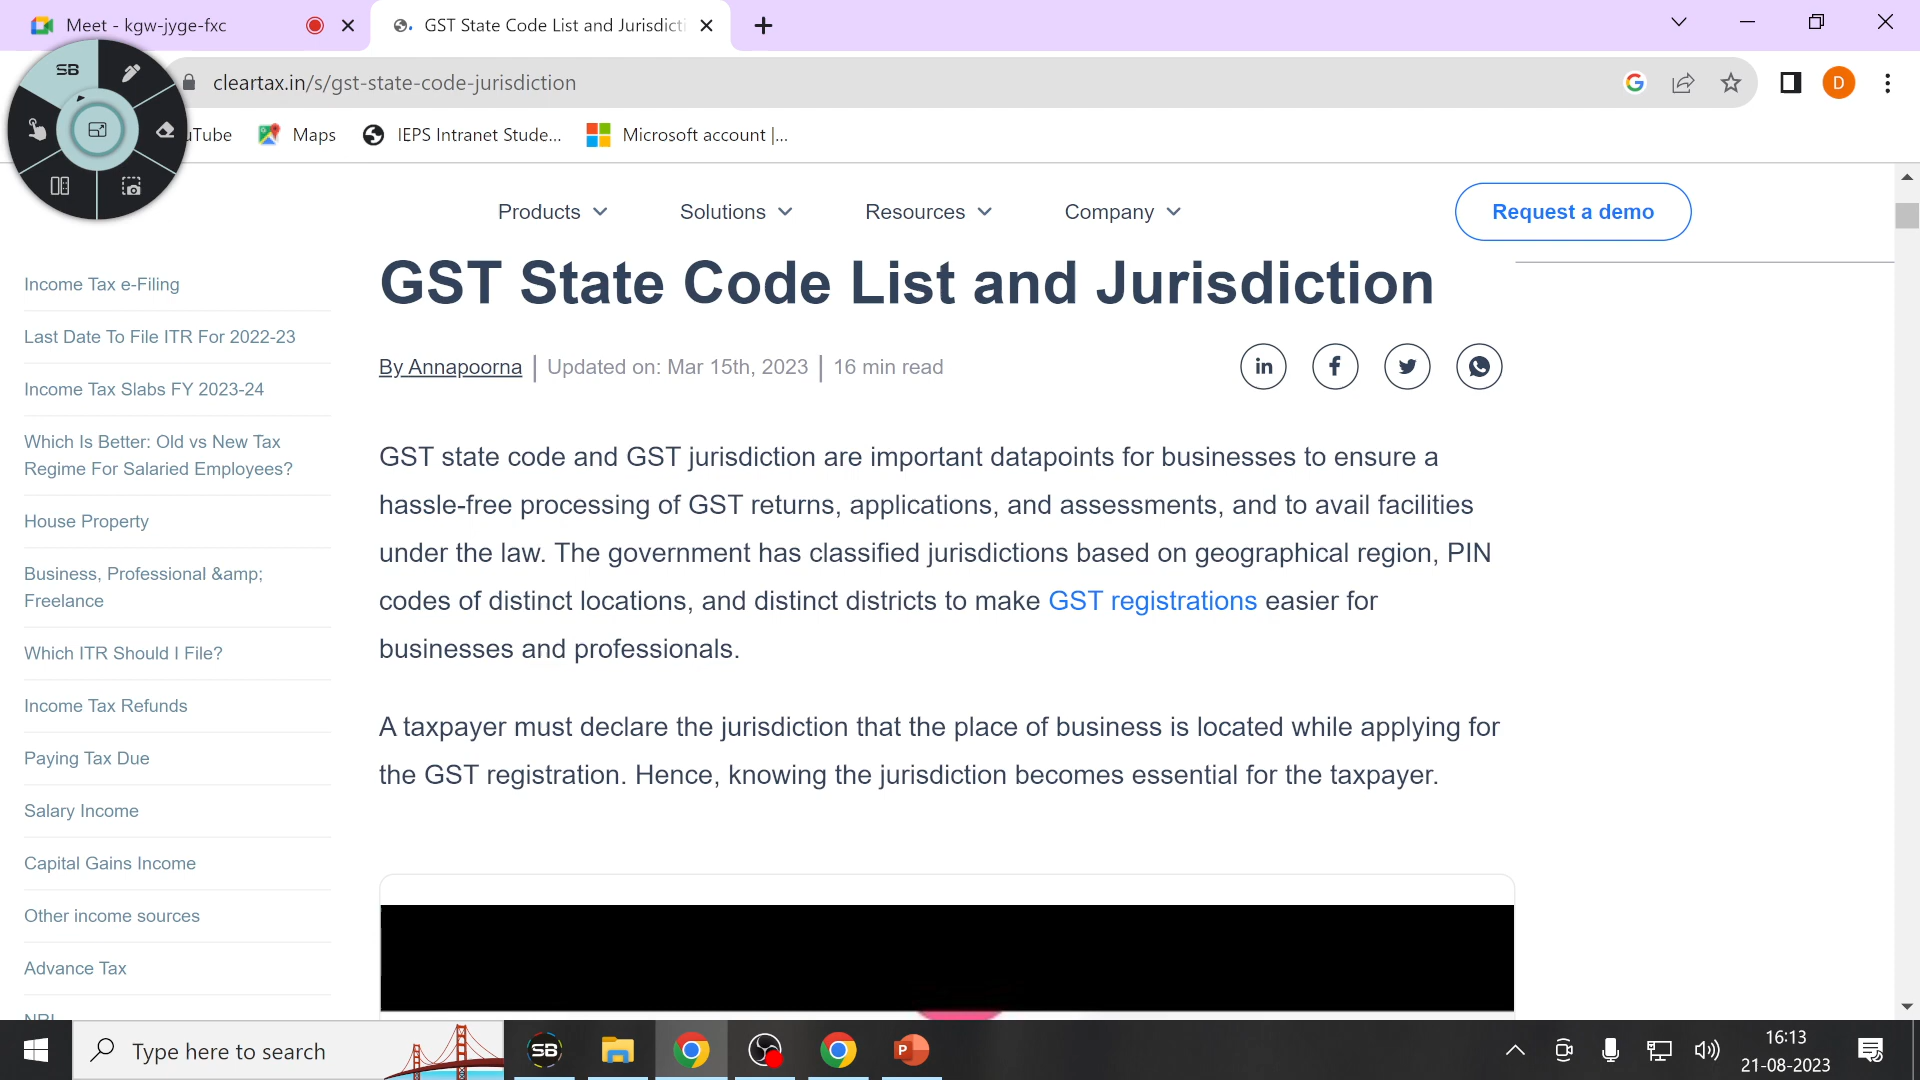 Meet - kgw-jyge-fxc
GST State Code List and Jurisdicti
SB
cleartax.in/s/gst-state-code-jurisdiction
D
Maps
IEPS Intranet Stude...
Microsoft account |...
Products
Solutions
Resources
Company
Request a demo
Income Tax e-Filing
Last Date To File ITR For 2022-23
Income Tax Slabs FY 2023-24
Which Is Better: Old vs New Tax
Regime For Salaried Employees?
House Property
Business, Professional &amp;
Freelance
Which ITR Should I File?
Income Tax Refunds
Paying Tax Due
Salary Income
Capital Gains Income
Other income sources
Advance Tax
GST State Code List and Jurisdiction
By Annapoorna | Updated on: Mar 15th, 2023 | 16 min read
GST state code and GST jurisdiction are important datapoints for businesses to ensure a
hassle-free processing of GST returns, applications, and assessments, and to avail facilities
under the law. The government has classified jurisdictions based on geographical region, PIN
codes of distinct locations, and distinct districts to make GST registrations easier for
businesses and professionals.
A taxpayer must declare the jurisdiction that the place of business is located while applying for
the GST registration. Hence, knowing the jurisdiction becomes essential for the taxpayer.
Type here to search
SB
16:13
21-08-2023